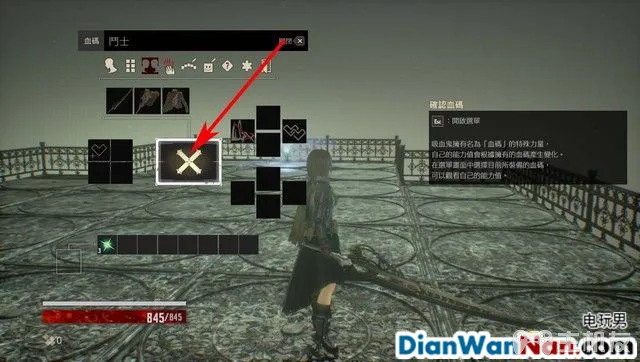 血碼 鬥士 關閉
確認血碼
Esc :開啟選單
吸血鬼擁有名為「血碼」的特殊力量,
自己的能力值會根據擁有的血碼產生變化。
在選單畫面中選擇目前所裝備的血碼,
可以觀看自己的能力值。
3
845/845
0
电玩男
DianWanNan.com